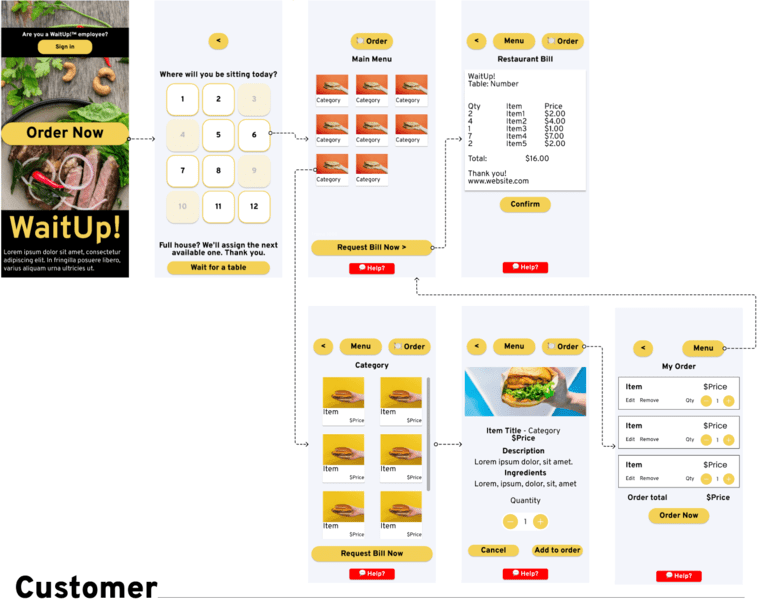 Are you a WaitUp!™ employee?
Sign in
Order Now
WaitUp!
Lorem ipsum dolor sit amet, consectetur
adipiscing elit. In fringilla posuere libero,
varius aliquam urna ultricies ut.
<
Where will you be sitting today?
1 2 3
4 5 6
7 8 9
10 11 12
Full house? We'll assign the next
available one. Thank you.
Wait for a table
Order
Main Menu
Category Category Category
Category Category Category
Category Category
Request Bill Now >
Help?
< Menu Order
Restaurant Bill
WaitUp!
Table: Number
Qty Item Price
2 Item1 $2.00
4 Item2 $4.00
1 Item3 $1.00
7 Item4 $7.00
2 Item5 $2.00
Total: $16.00
Thank you!
www.website.com
Confirm
Help?
< Menu Order
Category
Item Item
$Price $Price
Item Item
$Price $Price
Item Item
$Price $Price
Request Bill Now
Help?
< Menu Order
Item Title - Category
$Price
Description
Lorem ipsum dolor, sit amet.
Ingredients
Lorem, ipsum, dolor, sit, amet
Quantity
− 1 +
Cancel Add to order
Help?
< Menu
My Order
Item $Price
Edit Remove Qty − 1 +
Item $Price
Edit Remove Qty − 1 +
Item $Price
Edit Remove Qty − 1 +
Order total $Price
Order Now
Help?
Customer